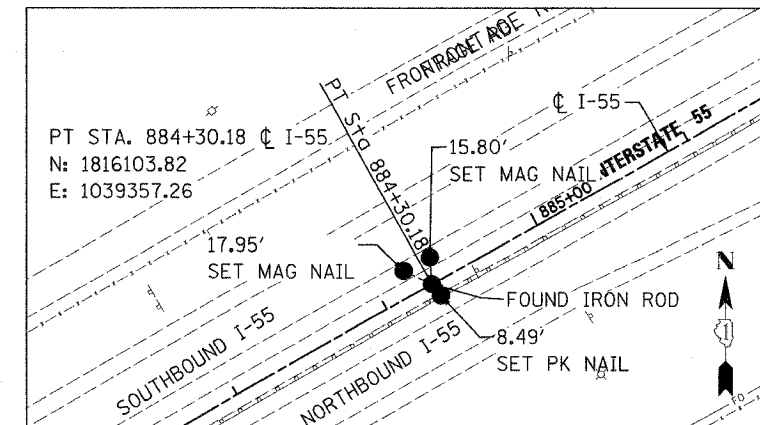 FRONTAGE
PT Sta 884+30.18
℄ I-55
PT STA. 884+30.18 ℄ I-55
N: 1816103.82
E: 1039357.26
15.80'
SET MAG NAIL
INTERSTATE 55
885+00
17.95'
SET MAG NAIL
FOUND IRON ROD
8.49'
SET PK NAIL
SOUTHBOUND I-55
NORTHBOUND I-55
N
1
FO